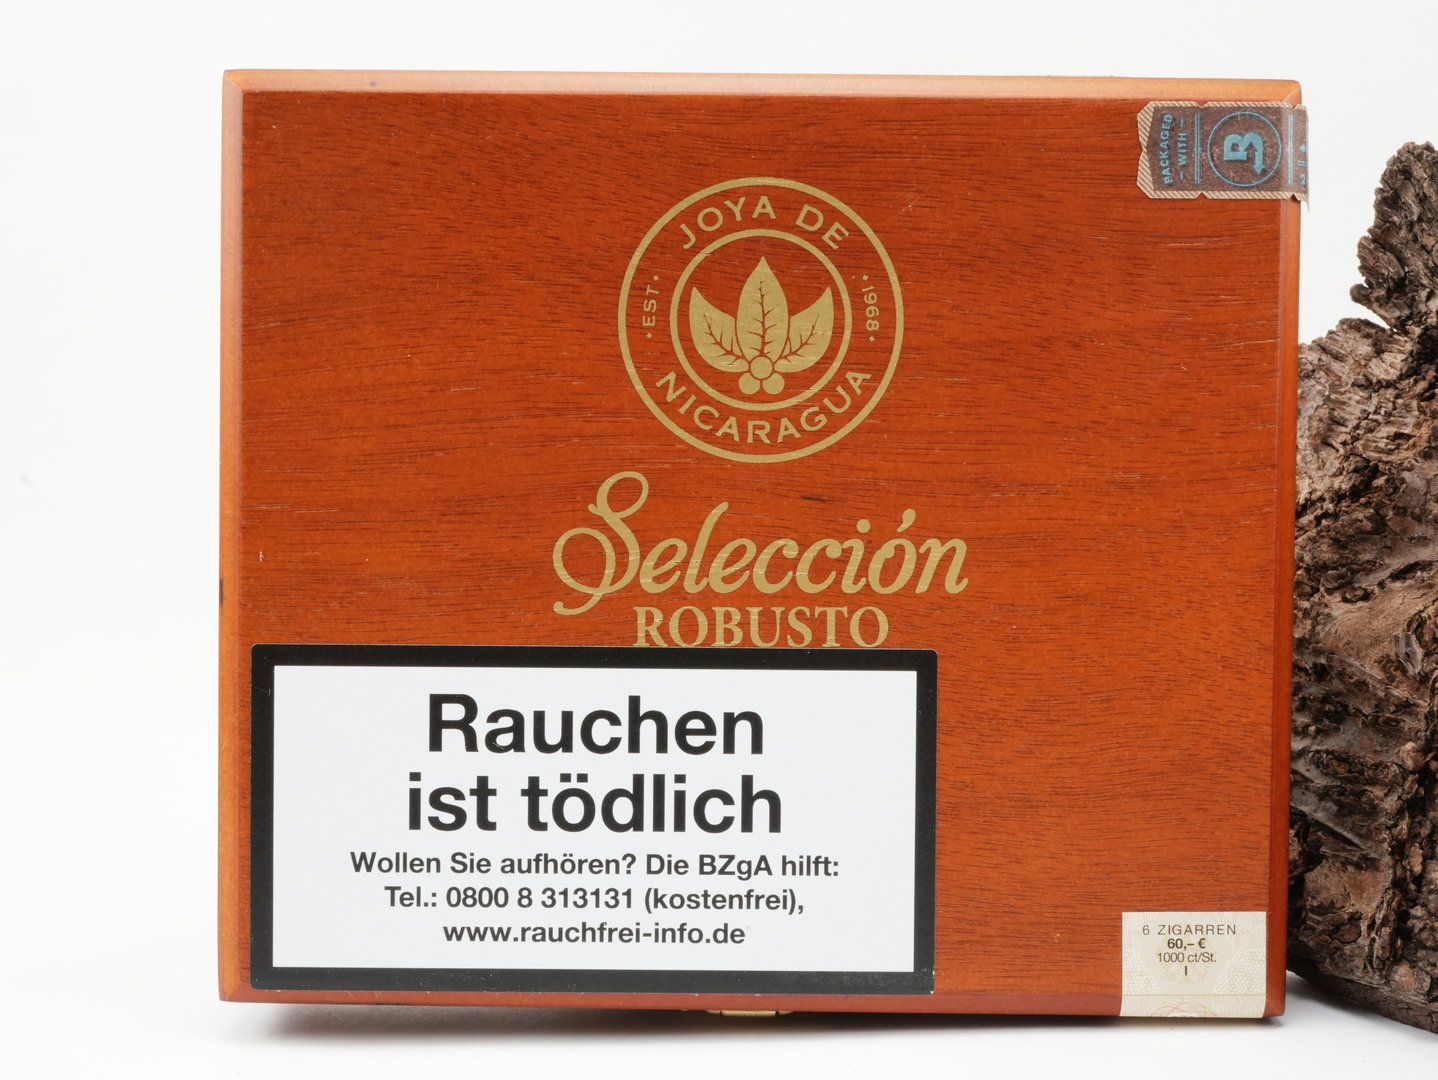 PACKAGED
– WITH –
B
JOYA DE
• EST. •
• 1968 •
NICARAGUA
Selección
ROBUSTO
Rauchen
ist tödlich
Wollen Sie aufhören? Die BZgA hilft:
Tel.: 0800 8 313131 (kostenfrei),
www.rauchfrei-info.de
6 ZIGARREN
60,– €
1000 ct/St.
I